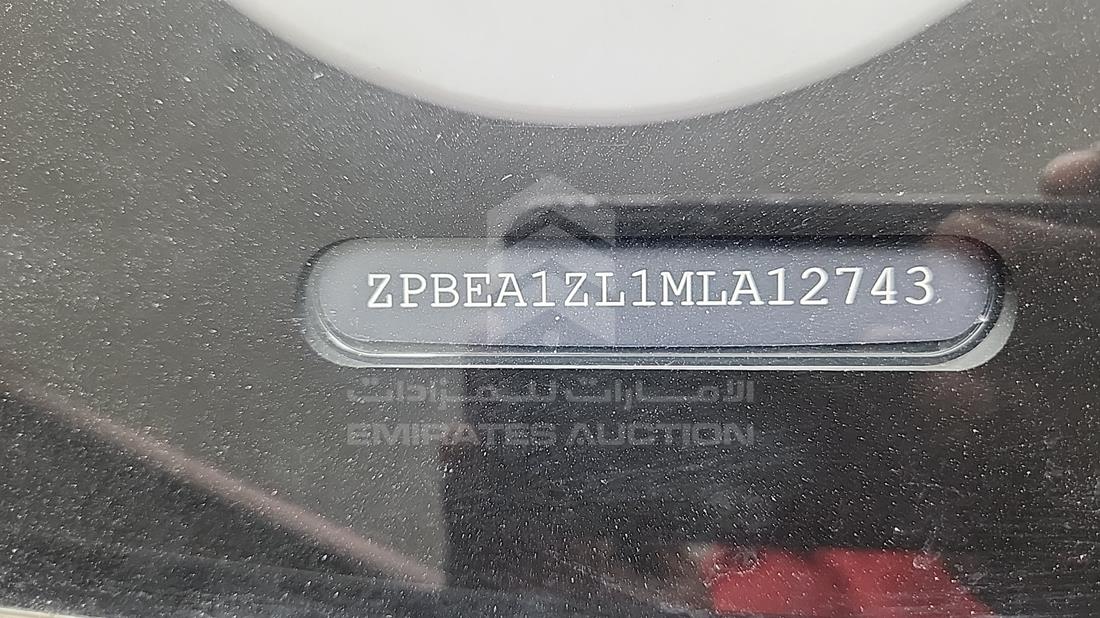 ZPBEA1ZL1MLA12743
الامارات للمزادات
EMIRATES AUCTION